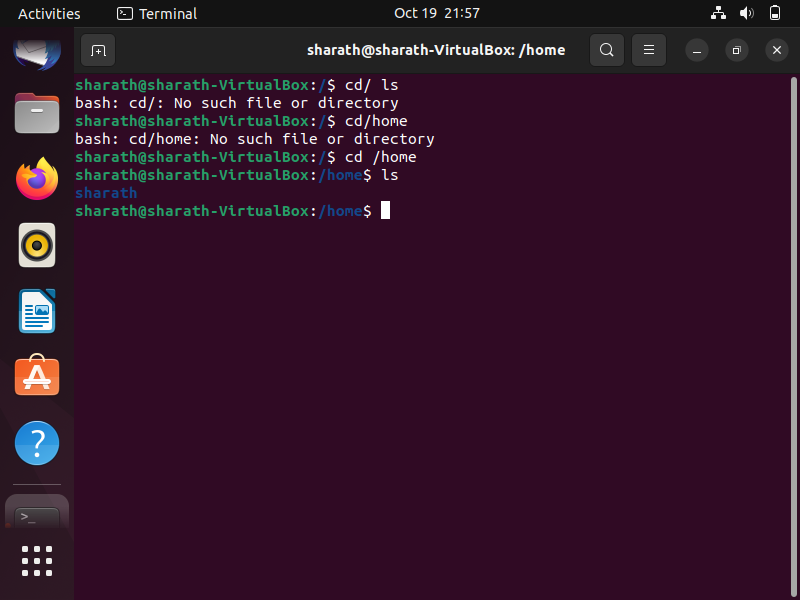 Activities Terminal Oct 19 21:57
sharath@sharath-VirtualBox: /home
sharath@sharath-VirtualBox:/$ cd/ ls
bash: cd/: No such file or directory
sharath@sharath-VirtualBox:/$ cd/home
bash: cd/home: No such file or directory
sharath@sharath-VirtualBox:/$ cd /home
sharath@sharath-VirtualBox:/home$ ls
sharath
sharath@sharath-VirtualBox:/home$